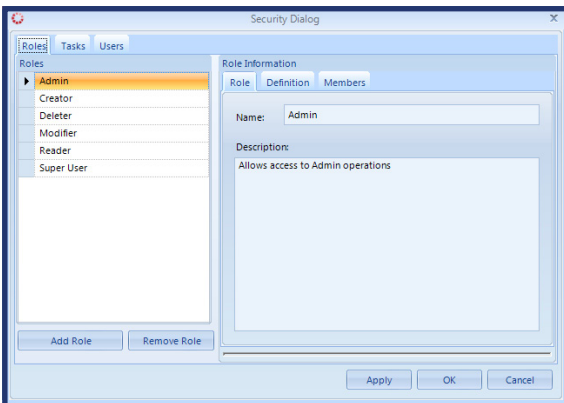 Security Dialog
x
Roles Tasks Users
Roles
Admin
Creator
Deleter
Modifier
Reader
Super User
Add Role Remove Role
Role Information
Role Definition Members
Name: Admin
Description:
Allows access to Admin operations
Apply OK Cancel